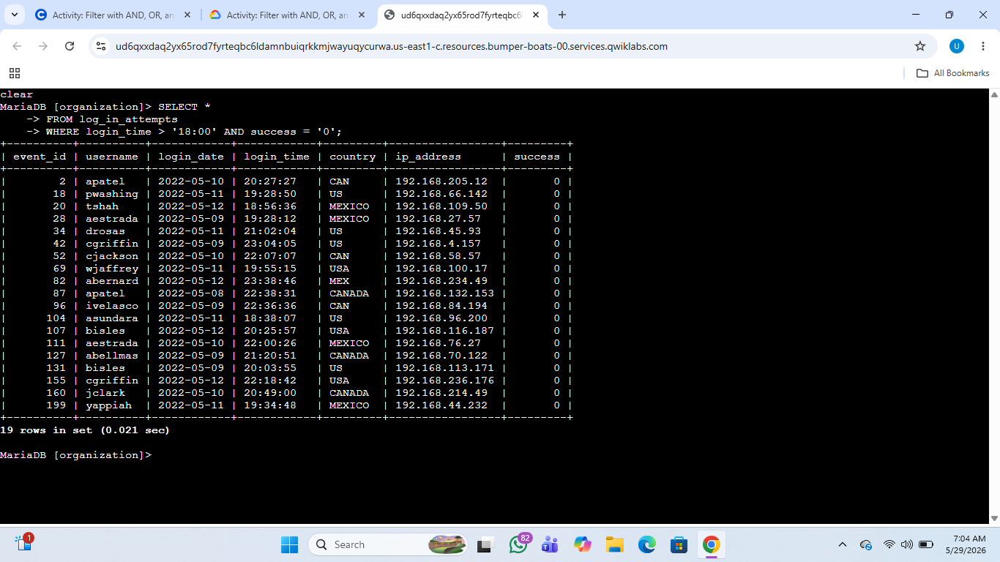 Activity: Filter with AND, OR, an
Activity: Filter with AND, OR, an
ud6qxxdaq2yx65rod7fyrteqbc6l
ud6qxxdaq2yx65rod7fyrteqbc6ldamnbuiqrkkmjwayuqycurwa.us-east1-c.resources.bumper-boats-00.services.qwiklabs.com
U
All Bookmarks
clear
MariaDB [organization]> SELECT *
    -> FROM log_in_attempts
    -> WHERE login_time > '18:00' AND success = '0';
+----------+----------+------------+------------+---------+-----------------+---------+
| event_id | username | login_date | login_time | country | ip_address      | success |
+----------+----------+------------+------------+---------+-----------------+---------+
|        2 | apatel   | 2022-05-10 | 20:27:27   | CAN     | 192.168.205.12  |       0 |
|       18 | pwashing | 2022-05-11 | 19:28:50   | US      | 192.168.66.142  |       0 |
|       20 | tshah    | 2022-05-12 | 18:56:36   | MEXICO  | 192.168.109.50  |       0 |
|       28 | aestrada | 2022-05-09 | 19:28:12   | MEXICO  | 192.168.27.57   |       0 |
|       34 | drosas   | 2022-05-11 | 21:02:04   | US      | 192.168.45.93   |       0 |
|       42 | cgriffin | 2022-05-09 | 23:04:05   | US      | 192.168.4.157   |       0 |
|       52 | cjackson | 2022-05-10 | 22:07:07   | CAN     | 192.168.58.57   |       0 |
|       69 | wjaffrey | 2022-05-11 | 19:55:15   | USA     | 192.168.100.17  |       0 |
|       82 | abernard | 2022-05-12 | 23:38:46   | MEX     | 192.168.234.49  |       0 |
|       87 | apatel   | 2022-05-08 | 22:38:31   | CANADA  | 192.168.132.153 |       0 |
|       96 | ivelasco | 2022-05-09 | 22:36:36   | CAN     | 192.168.84.194  |       0 |
|      104 | asundara | 2022-05-11 | 18:38:07   | US      | 192.168.96.200  |       0 |
|      107 | bisles   | 2022-05-12 | 20:25:57   | USA     | 192.168.116.187 |       0 |
|      111 | aestrada | 2022-05-10 | 22:00:26   | MEXICO  | 192.168.76.27   |       0 |
|      127 | abellmas | 2022-05-09 | 21:20:51   | CANADA  | 192.168.70.122  |       0 |
|      131 | bisles   | 2022-05-09 | 20:03:55   | US      | 192.168.113.171 |       0 |
|      155 | cgriffin | 2022-05-12 | 22:18:42   | USA     | 192.168.236.176 |       0 |
|      160 | jclark   | 2022-05-10 | 20:49:00   | CANADA  | 192.168.214.49  |       0 |
|      199 | yappiah  | 2022-05-11 | 19:34:48   | MEXICO  | 192.168.44.232  |       0 |
+----------+----------+------------+------------+---------+-----------------+---------+
19 rows in set (0.021 sec)
MariaDB [organization]>
1
Search
82
7:04 AM
5/29/2026